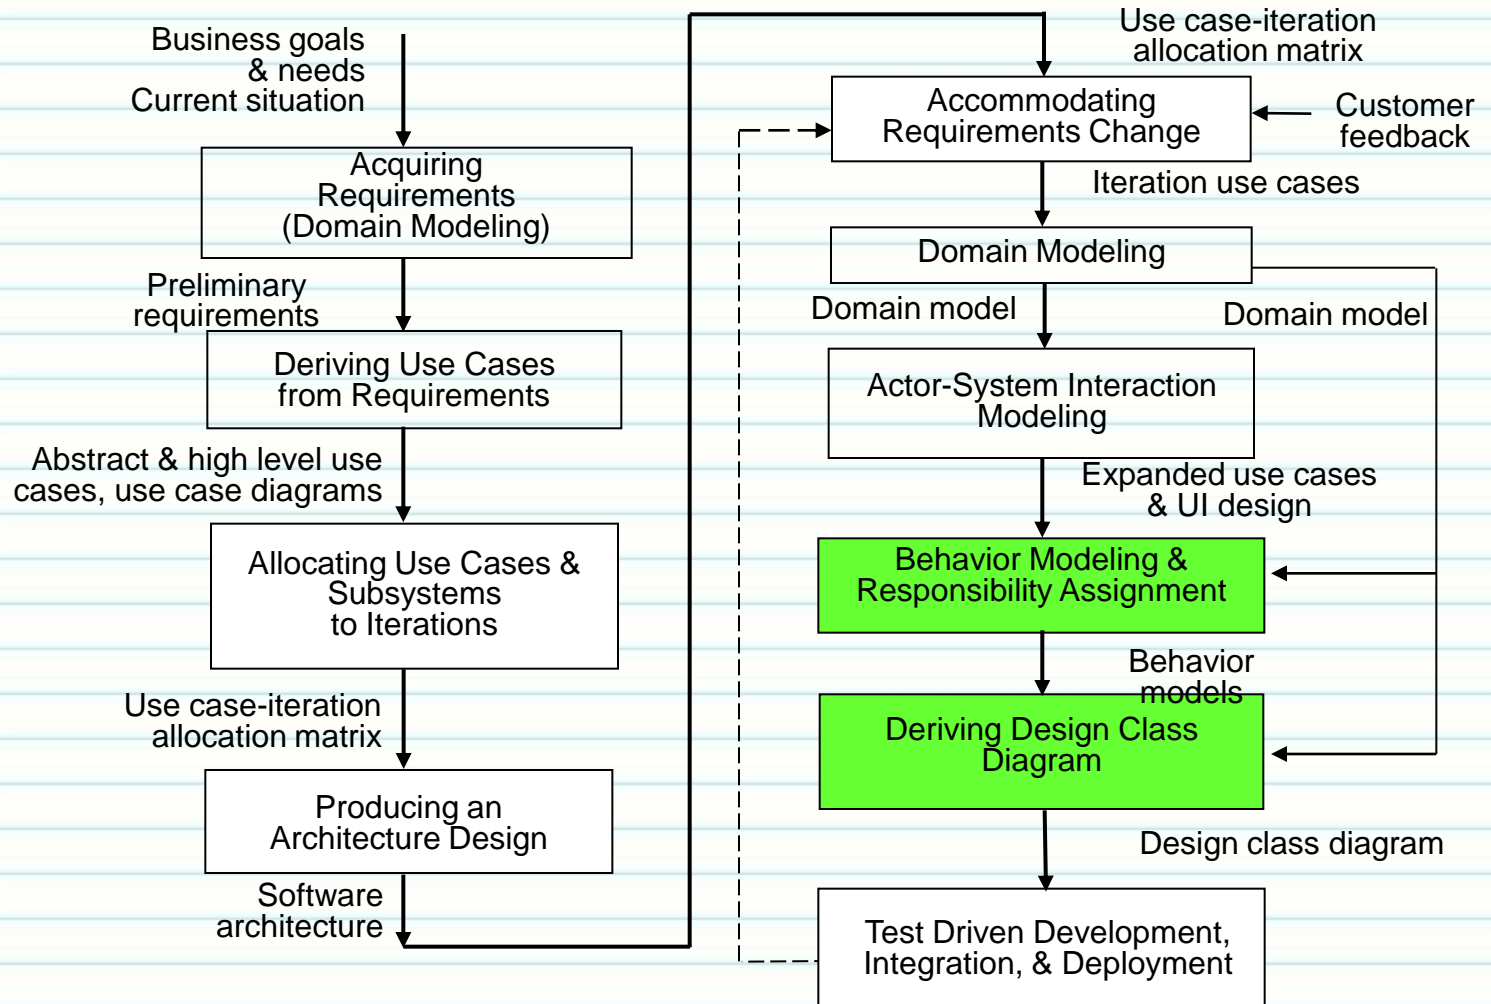 Business goals
& needs
Current situation
Acquiring
Requirements
(Domain Modeling)
Preliminary
requirements
Deriving Use Cases
from Requirements
Abstract & high level use
cases, use case diagrams
Allocating Use Cases &
Subsystems
to Iterations
Use case-iteration
allocation matrix
Producing an
Architecture Design
Software
architecture
Use case-iteration
allocation matrix
Accommodating
Requirements Change
Customer
feedback
Iteration use cases
Domain Modeling
Domain model
Domain model
Actor-System Interaction
Modeling
Expanded use cases
& UI design
Behavior Modeling &
Responsibility Assignment
Behavior
models
Deriving Design Class
Diagram
Design class diagram
Test Driven Development,
Integration, & Deployment